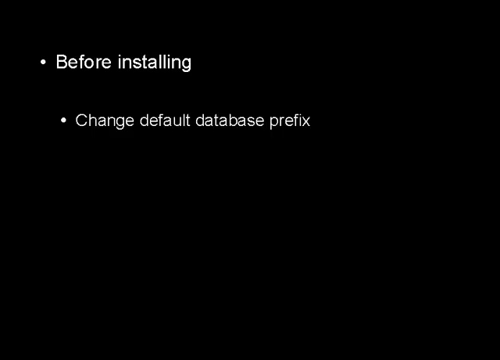 • Before installing
• Change default database prefix